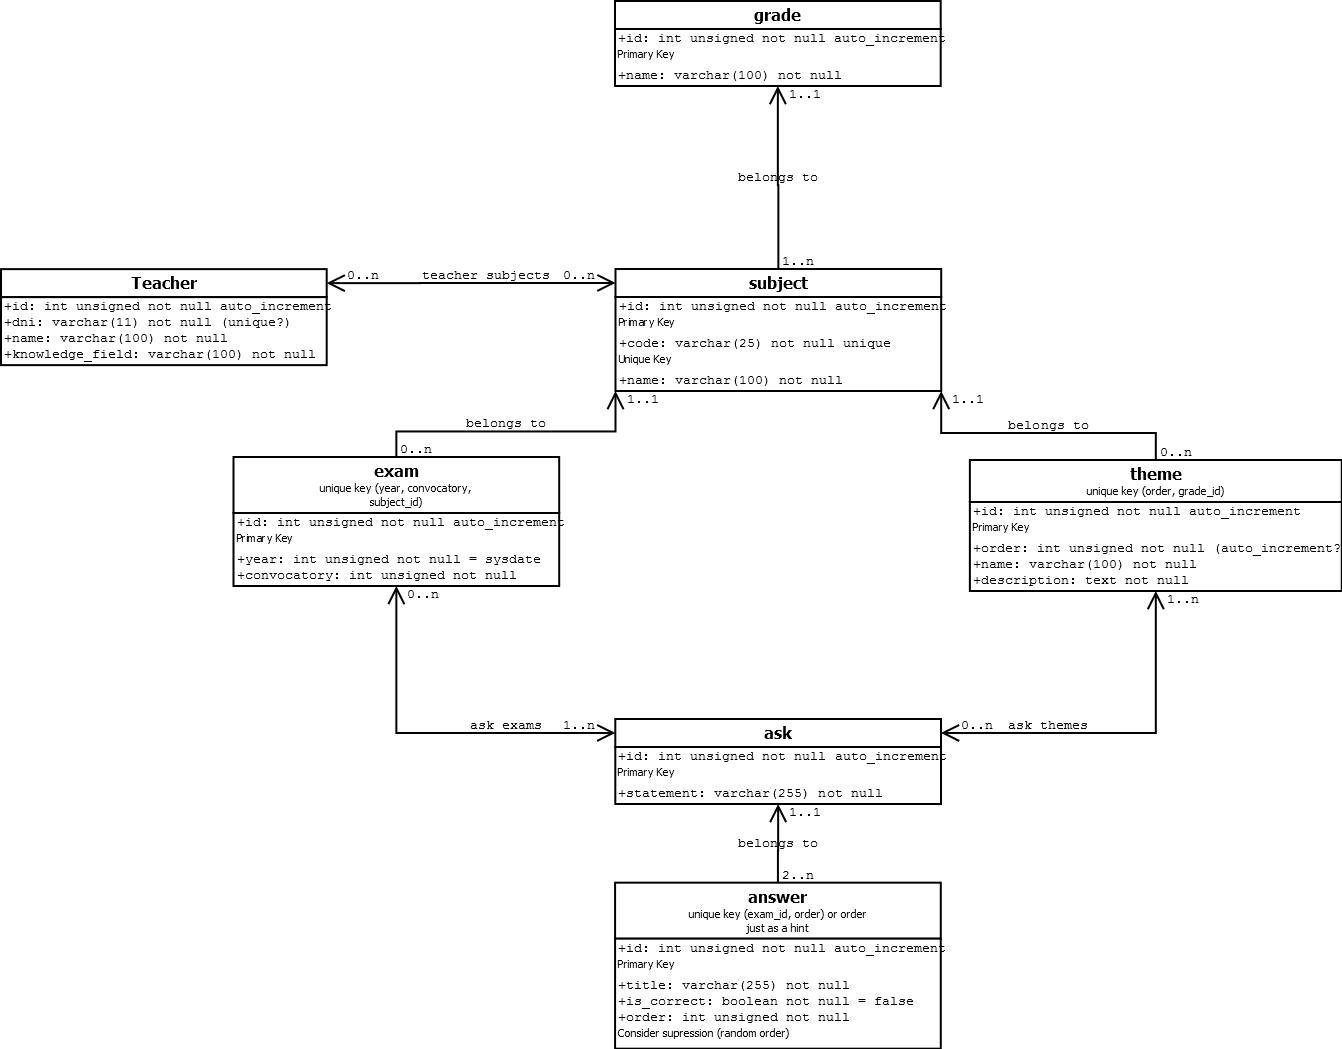 grade
+id: int unsigned not null auto_increment
Primary Key
+name: varchar(100) not null
1..1
belongs to
1..n
Teacher
+id: int unsigned not null auto_increment
+dni: varchar(11) not null (unique?)
+name: varchar(100) not null
+knowledge_field: varchar(100) not null
0..n
teacher subjects
0..n
subject
+id: int unsigned not null auto_increment
Primary Key
+code: varchar(25) not null unique
Unique Key
+name: varchar(100) not null
1..1
belongs to
0..n
1..1
belongs to
0..n
exam
unique key (year, convocatory,
subject_id)
+id: int unsigned not null auto_increment
Primary Key
+year: int unsigned not null = sysdate
+convocatory: int unsigned not null
0..n
theme
unique key (order, grade_id)
+id: int unsigned not null auto_increment
Primary Key
+order: int unsigned not null (auto_increment?
+name: varchar(100) not null
+description: text not null
1..n
ask exams
1..n
0..n
ask themes
ask
+id: int unsigned not null auto_increment
Primary Key
+statement: varchar(255) not null
1..1
belongs to
2..n
answer
unique key (exam_id, order) or order
just as a hint
+id: int unsigned not null auto_increment
Primary Key
+title: varchar(255) not null
+is_correct: boolean not null = false
+order: int unsigned not null
Consider supression (random order)